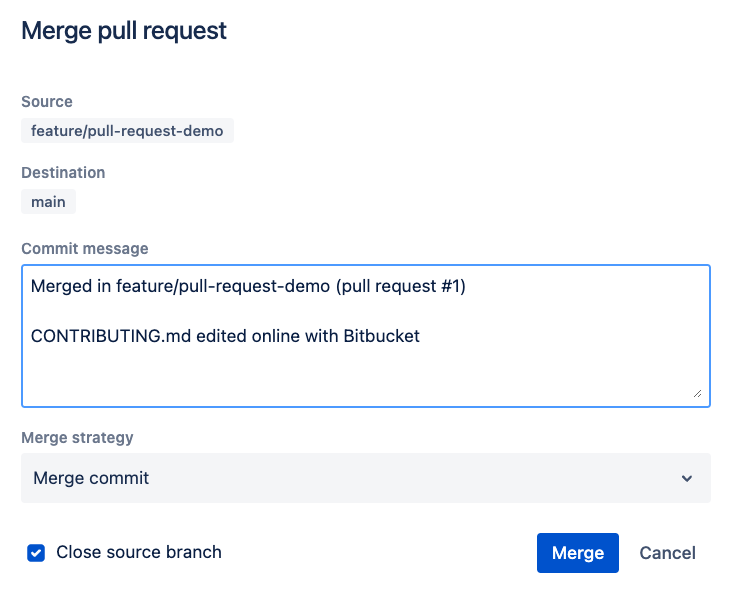 Merge pull request
Source
feature/pull-request-demo
Destination
main
Commit message
Merged in feature/pull-request-demo (pull request #1)
CONTRIBUTING.md edited online with Bitbucket
Merge strategy
Merge commit
Close source branch
Merge
Cancel